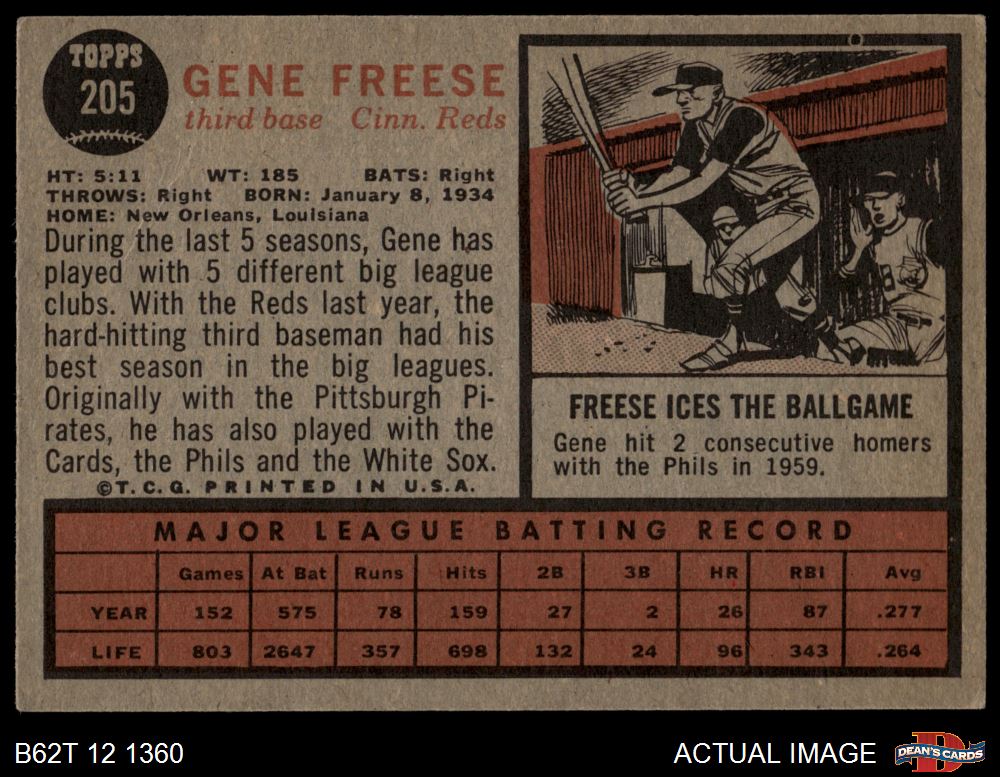 TOPPS
205
GENE FREESE
third base Cinn. Reds
HT: 5:11 WT: 185 BATS: Right
THROWS: Right BORN: January 8, 1934
HOME: New Orleans, Louisiana
During the last 5 seasons, Gene has
played with 5 different big league
clubs. With the Reds last year, the
hard-hitting third baseman had his
best season in the big leagues.
Originally with the Pittsburgh Pi-
rates, he has also played with the
Cards, the Phils and the White Sox.
©T.C.G. PRINTED IN U.S.A.
FREESE ICES THE BALLGAME
Gene hit 2 consecutive homers
with the Phils in 1959.
MAJOR LEAGUE BATTING RECORD
Games At Bat Runs Hits 2B 3B HR RBI Avg
YEAR 152 575 78 159 27 2 26 87 .277
LIFE 803 2647 357 698 132 24 96 343 .264
B62T 12 1360
ACTUAL IMAGE
DEAN'S CARDS